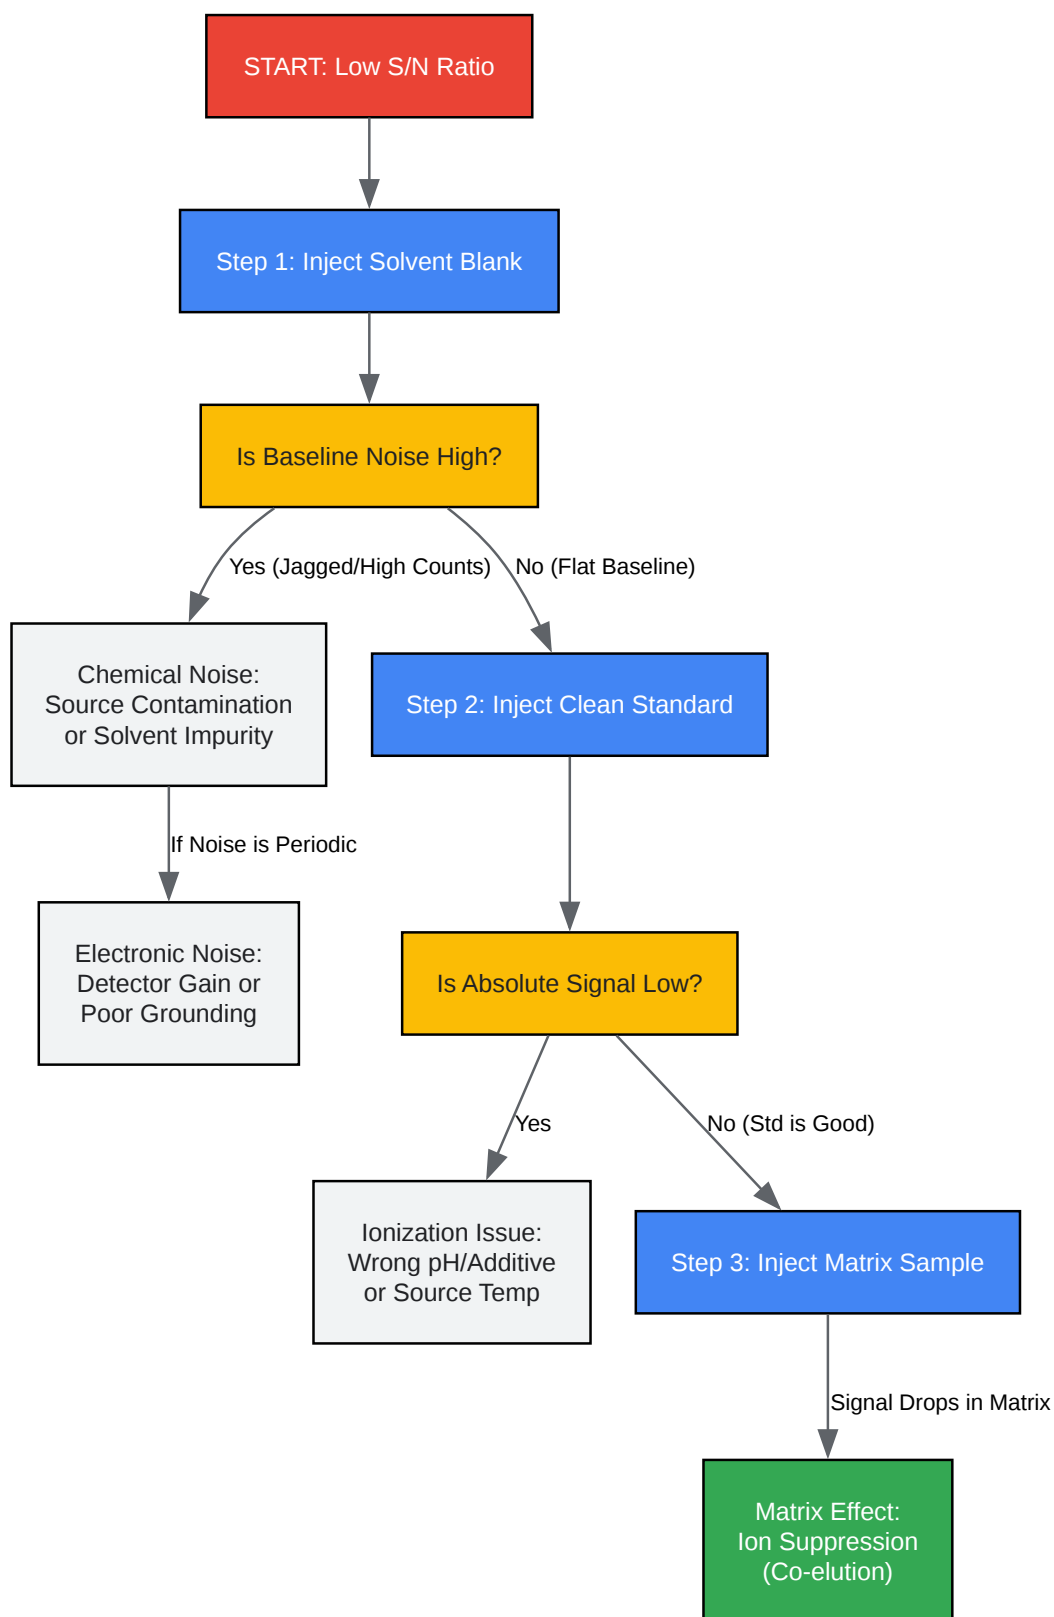 START: Low S/N Ratio
Step 1: Inject Solvent Blank
Is Baseline Noise High?
Yes (Jagged/High Counts)
No (Flat Baseline)
Chemical Noise:
Source Contamination
or Solvent Impurity
Step 2: Inject Clean Standard
If Noise is Periodic
Electronic Noise:
Detector Gain or
Poor Grounding
Is Absolute Signal Low?
Yes
No (Std is Good)
Ionization Issue:
Wrong pH/Additive
or Source Temp
Step 3: Inject Matrix Sample
Signal Drops in Matrix
Matrix Effect:
Ion Suppression
(Co-elution)